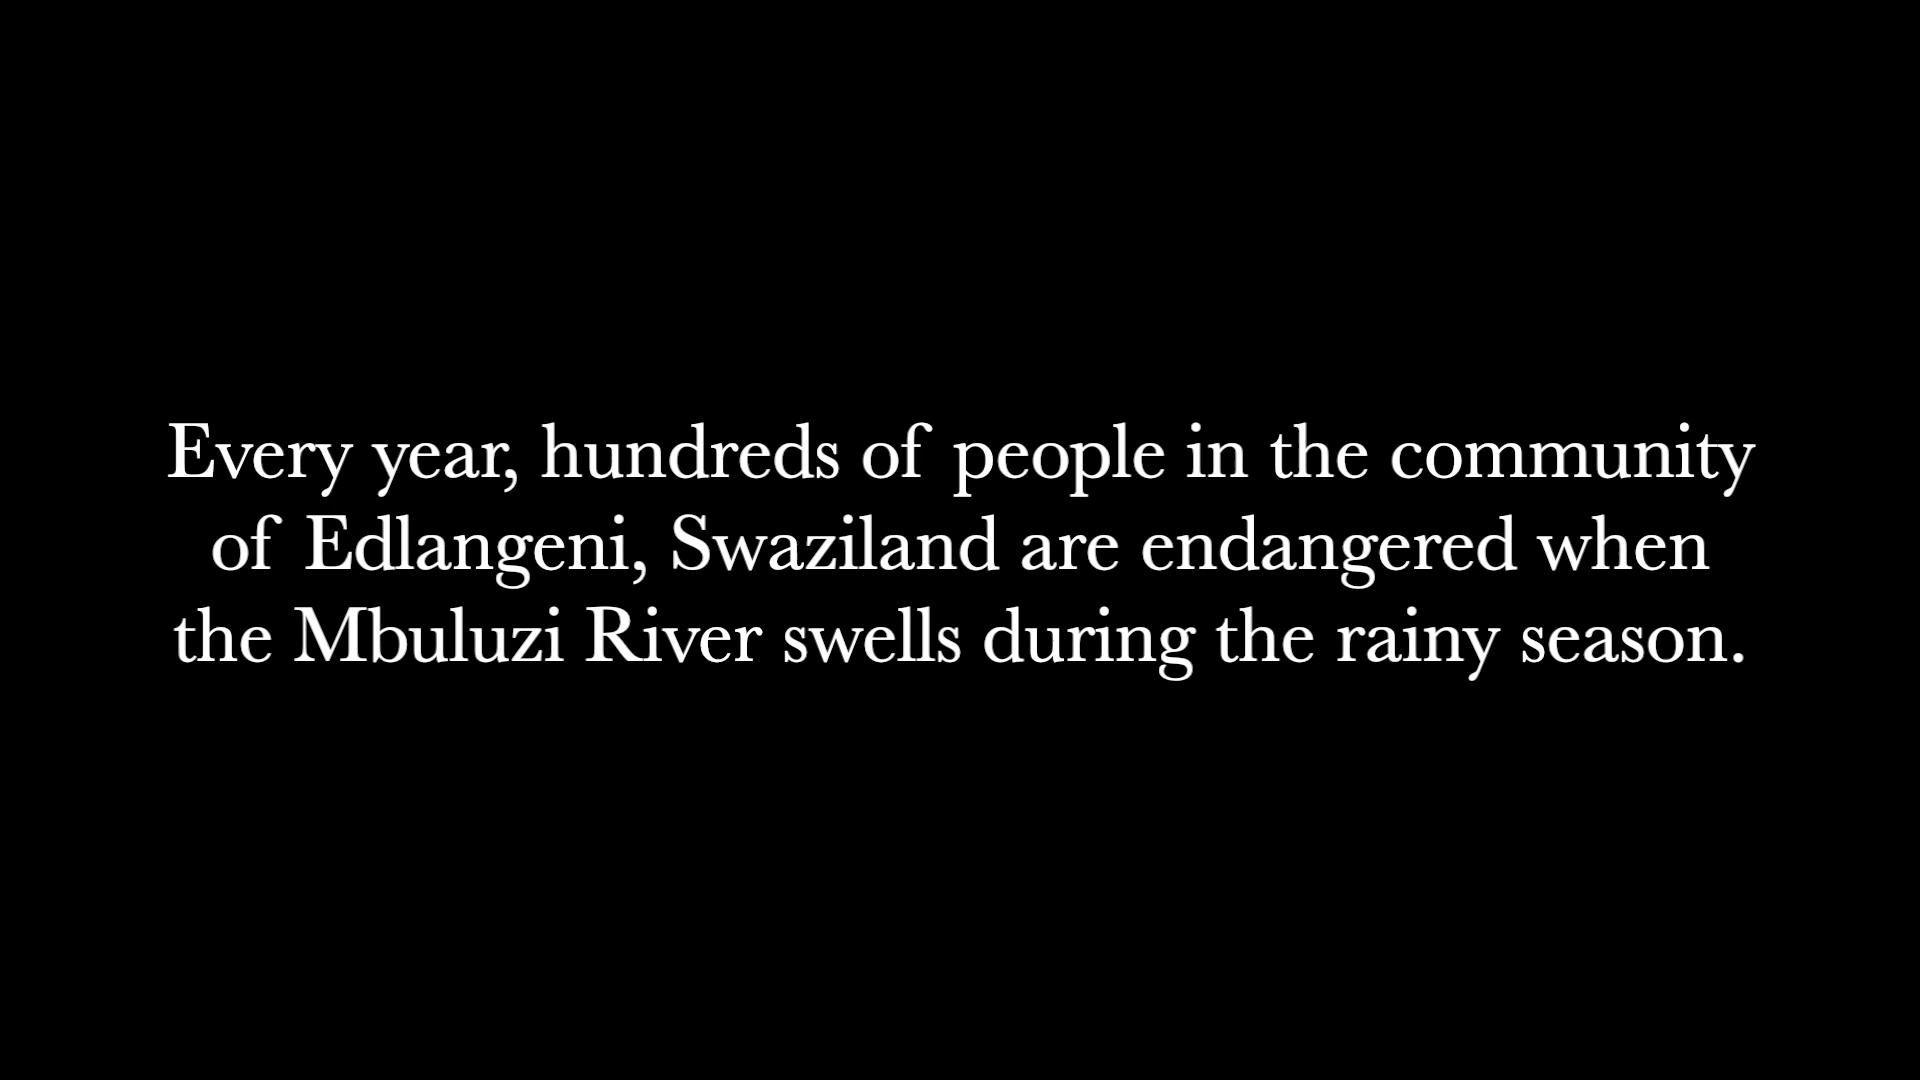 Every year, hundreds of people in the community
of Edlangeni, Swaziland are endangered when
the Mbuluzi River swells during the rainy season.